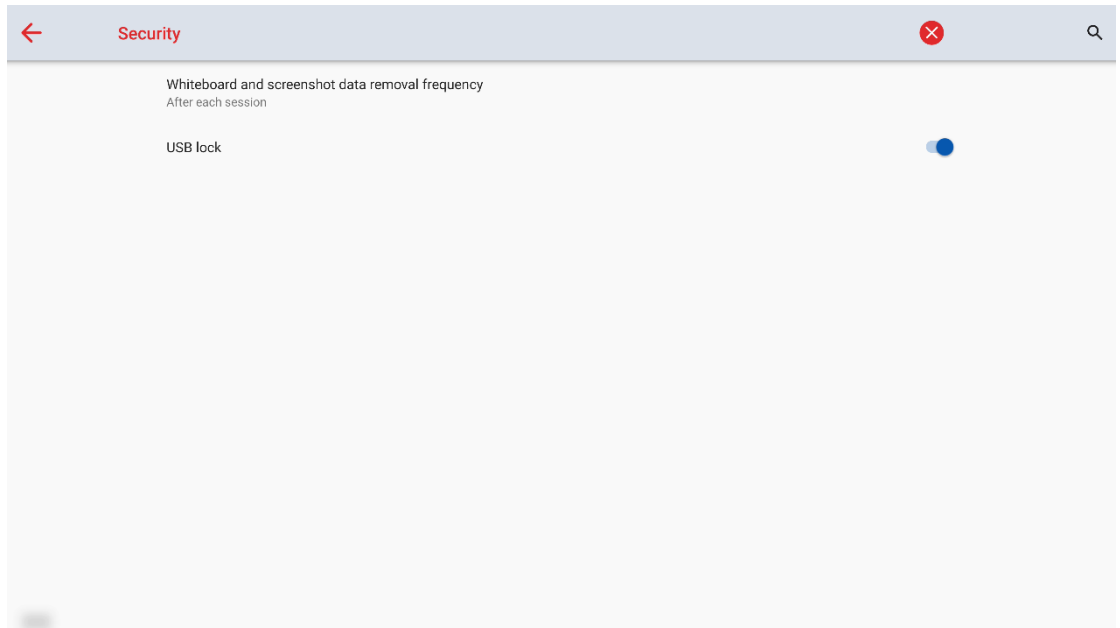 Security
Whiteboard and screenshot data removal frequency
After each session
USB lock